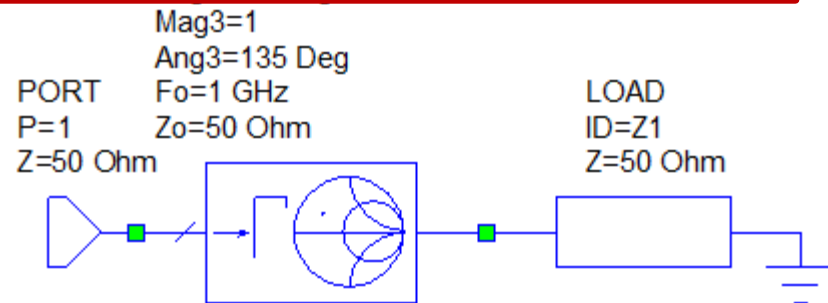 Mag3=1
Ang3=135 Deg
PORT Fo=1 GHz LOAD
P=1 Zo=50 Ohm ID=Z1
Z=50 Ohm Z=50 Ohm